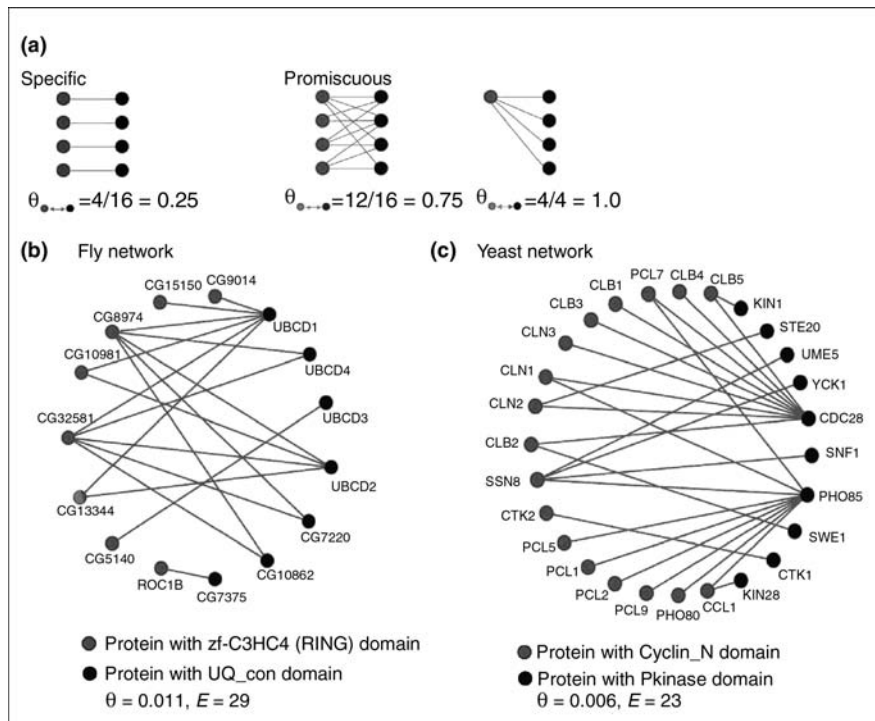 (a)
Specific
Promiscuous
θ =4/16 = 0.25
θ =12/16 = 0.75
θ =4/4 = 1.0
(b) Fly network
CG9014
CG15150
CG8974
UBCD1
CG10981
UBCD4
CG32581
UBCD3
UBCD2
CG13344
CG7220
CG5140
CG10862
ROC1B
CG7375
Protein with zf-C3HC4 (RING) domain
Protein with UQ_con domain
θ = 0.011, E = 29
(c) Yeast network
PCL7
CLB4
CLB5
CLB1
KIN1
CLB3
STE20
CLN3
UME5
CLN1
YCK1
CLN2
CDC28
CLB2
SNF1
SSN8
PHO85
CTK2
SWE1
PCL5
CTK1
PCL1
KIN28
PCL2
PCL9
PHO80
CCL1
Protein with Cyclin_N domain
Protein with Pkinase domain
θ = 0.006, E = 23